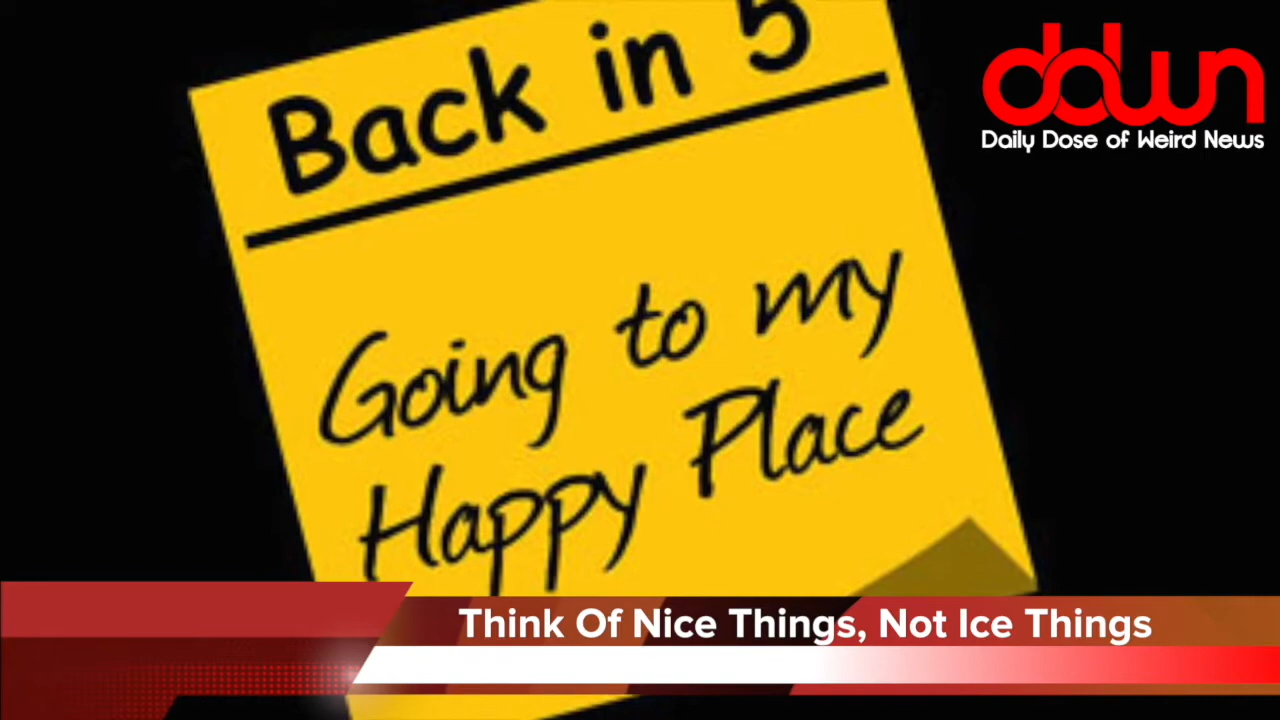 Back in 5
Going to my
Happy Place
ddwn
Daily Dose of Weird News
Think Of Nice Things, Not Ice Things